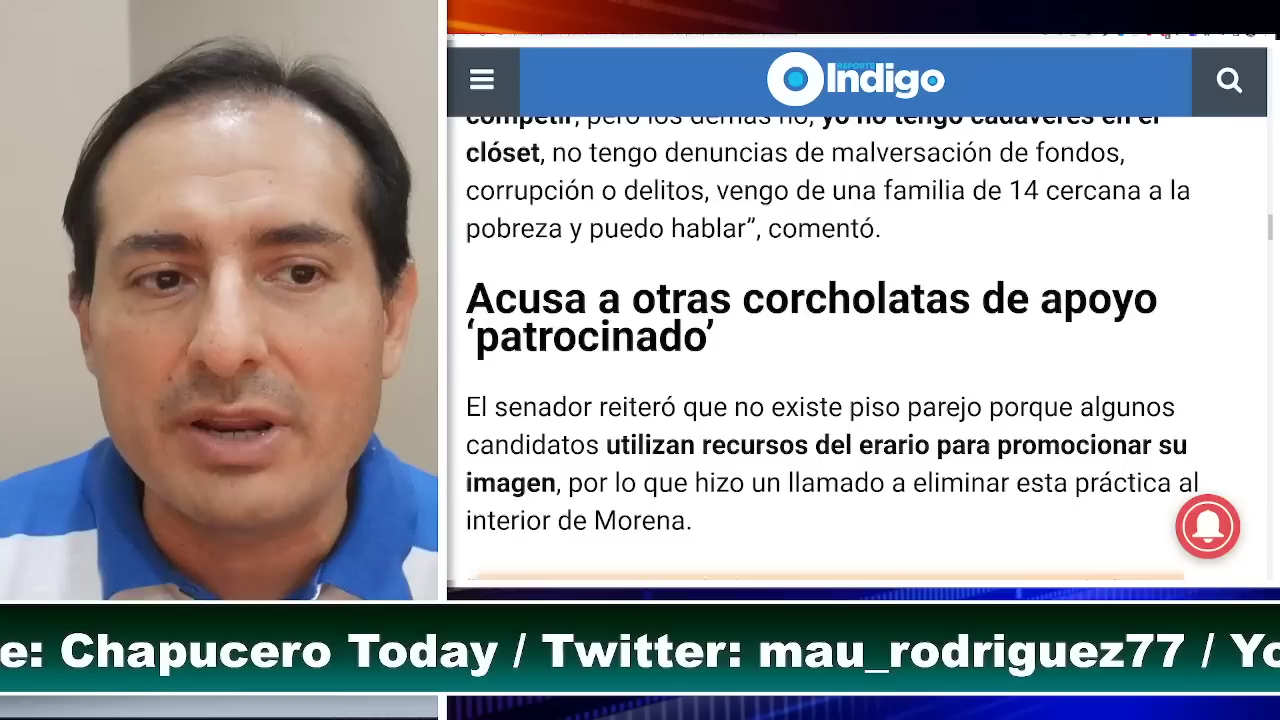 REPORTE
Indigo
competir, pero los demás no, yo no tengo cadáveres en el
clóset, no tengo denuncias de malversación de fondos,
corrupción o delitos, vengo de una familia de 14 cercana a la
pobreza y puedo hablar”, comentó.
Acusa a otras corcholatas de apoyo
‘patrocinado’
El senador reiteró que no existe piso parejo porque algunos
candidatos utilizan recursos del erario para promocionar su
imagen, por lo que hizo un llamado a eliminar esta práctica al
interior de Morena.
e: Chapucero Today / Twitter: mau_rodriguez77 / Yo